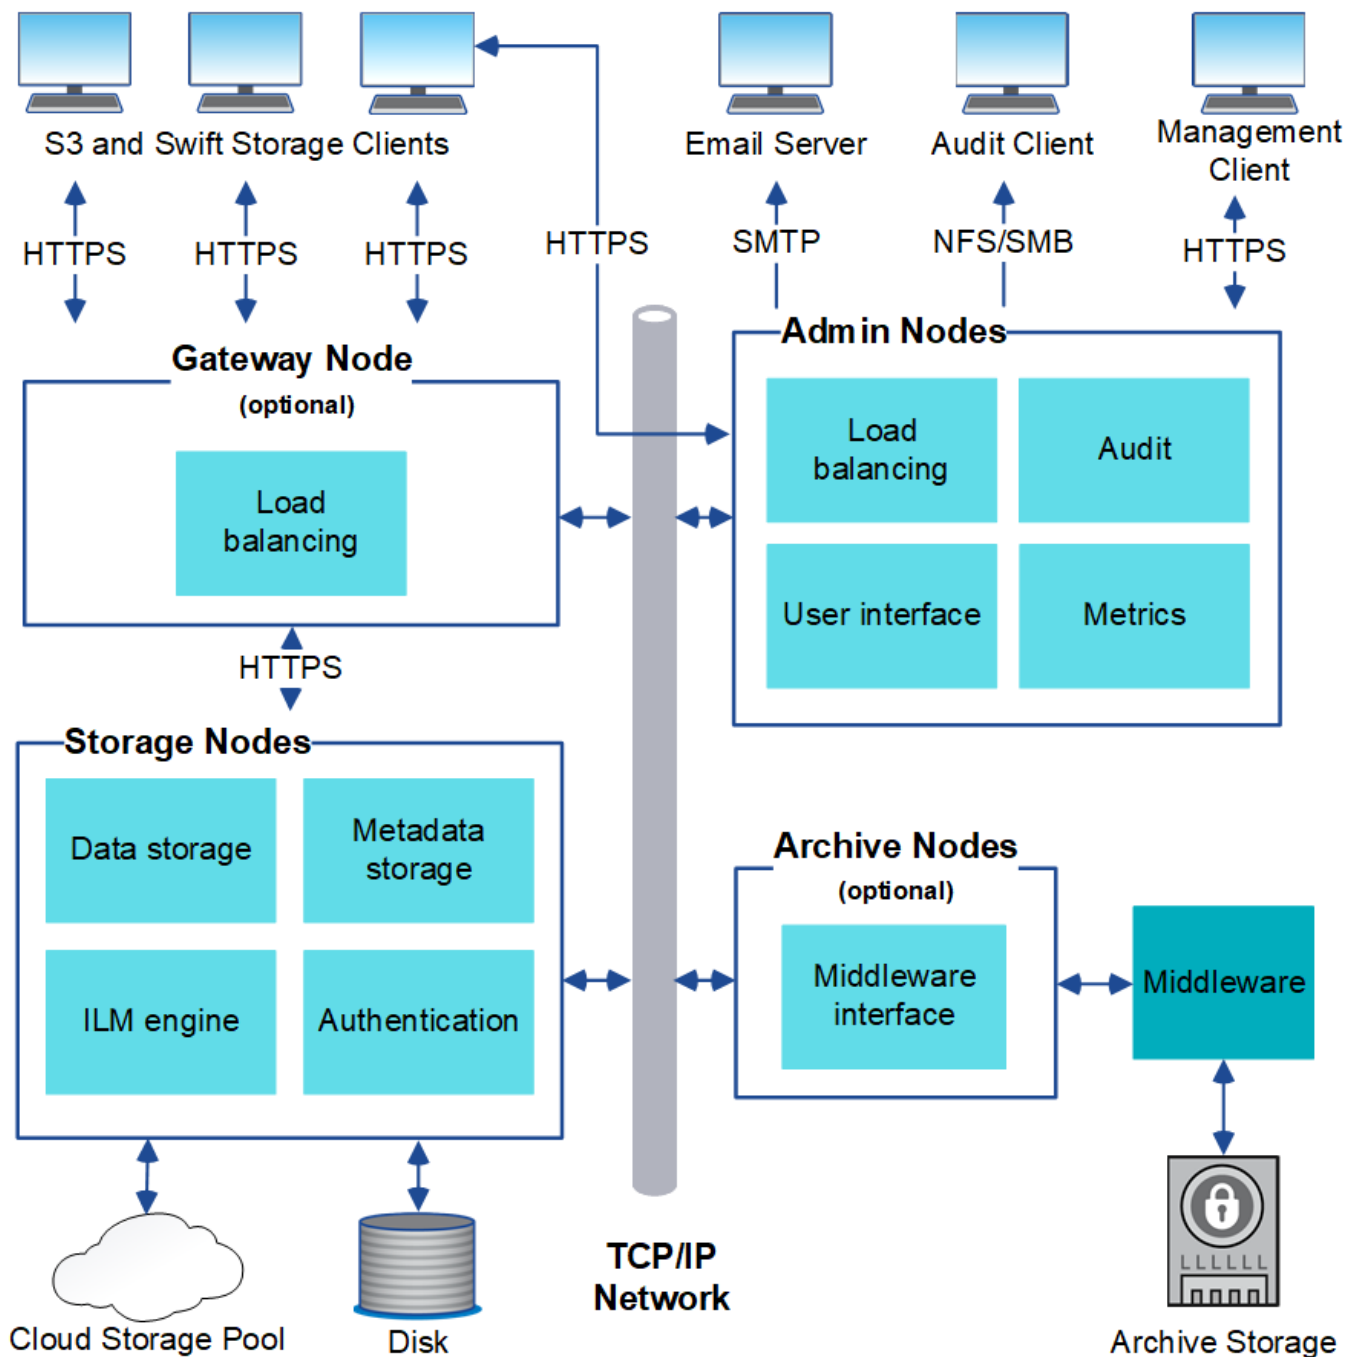 S3 and Swift Storage Clients
Email Server
Audit Client
Management
Client
HTTPS
HTTPS
HTTPS
HTTPS
SMTP
NFS/SMB
HTTPS
Gateway Node
(optional)
Load
balancing
Admin Nodes
Load
balancing
Audit
User interface
Metrics
HTTPS
Storage Nodes
Data storage
Metadata
storage
ILM engine
Authentication
Archive Nodes
(optional)
Middleware
interface
Middleware
LLLLLL
TCP/IP
Network
Cloud Storage Pool
Disk
Archive Storage